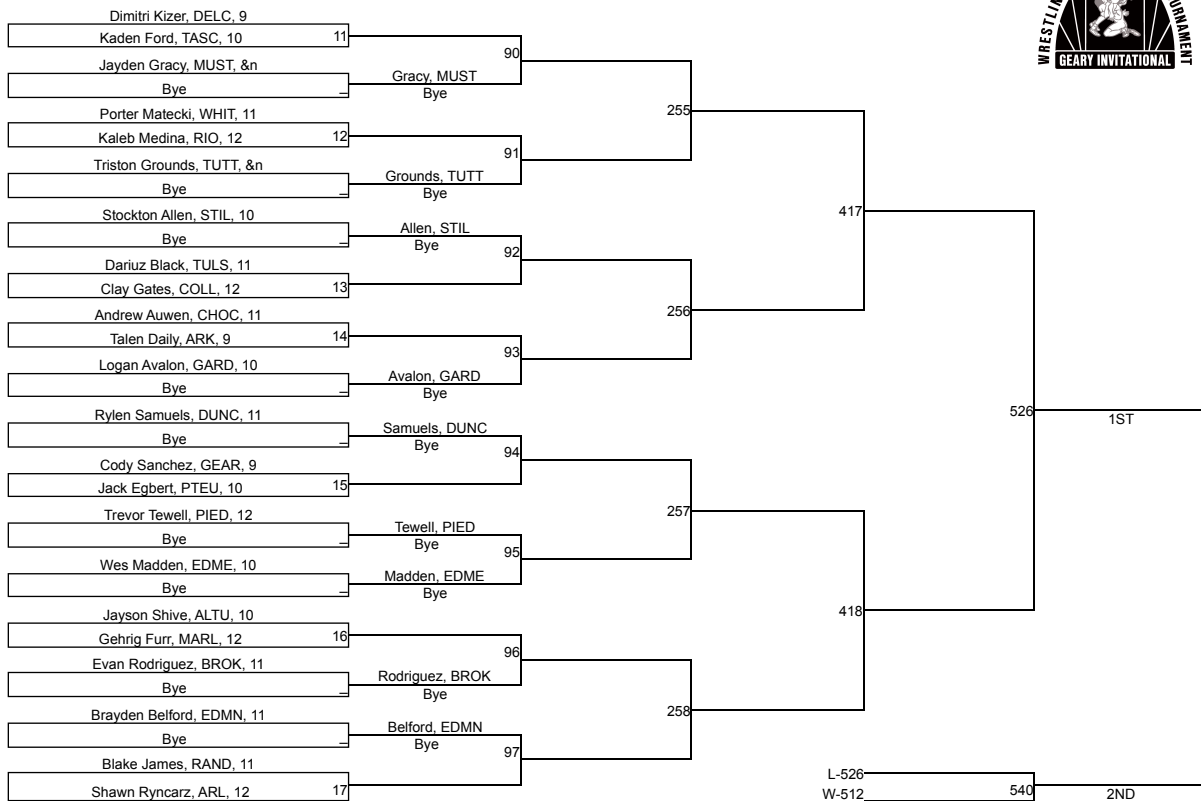 Dimitri Kizer, DELC, 9
Kaden Ford, TASC, 10
11
Jayden Gracy, MUST, &n
Bye
_
Porter Matecki, WHIT, 11
Kaleb Medina, RIO, 12
12
Triston Grounds, TUTT, &n
Bye
_
Stockton Allen, STIL, 10
Bye
_
Dariuz Black, TULS, 11
Clay Gates, COLL, 12
13
Andrew Auwen, CHOC, 11
Talen Daily, ARK, 9
14
Logan Avalon, GARD, 10
Bye
_
Rylen Samuels, DUNC, 11
Bye
_
Cody Sanchez, GEAR, 9
Jack Egbert, PTEU, 10
15
Trevor Tewell, PIED, 12
Bye
_
Wes Madden, EDME, 10
Bye
_
Jayson Shive, ALTU, 10
Gehrig Furr, MARL, 12
16
Evan Rodriguez, BROK, 11
Bye
_
Brayden Belford, EDMN, 11
Bye
_
Blake James, RAND, 11
Shawn Ryncarz, ARL, 12
17
90
Gracy, MUST
Bye
91
Grounds, TUTT
Bye
Allen, STIL
Bye
92
93
Avalon, GARD
Bye
Samuels, DUNC
Bye
94
Tewell, PIED
Bye
95
Madden, EDME
Bye
96
Rodriguez, BROK
Bye
Belford, EDMN
Bye
97
255
256
257
258
417
418
526
1ST
L-526
W-512
540
2ND
GEARY INVITATIONAL